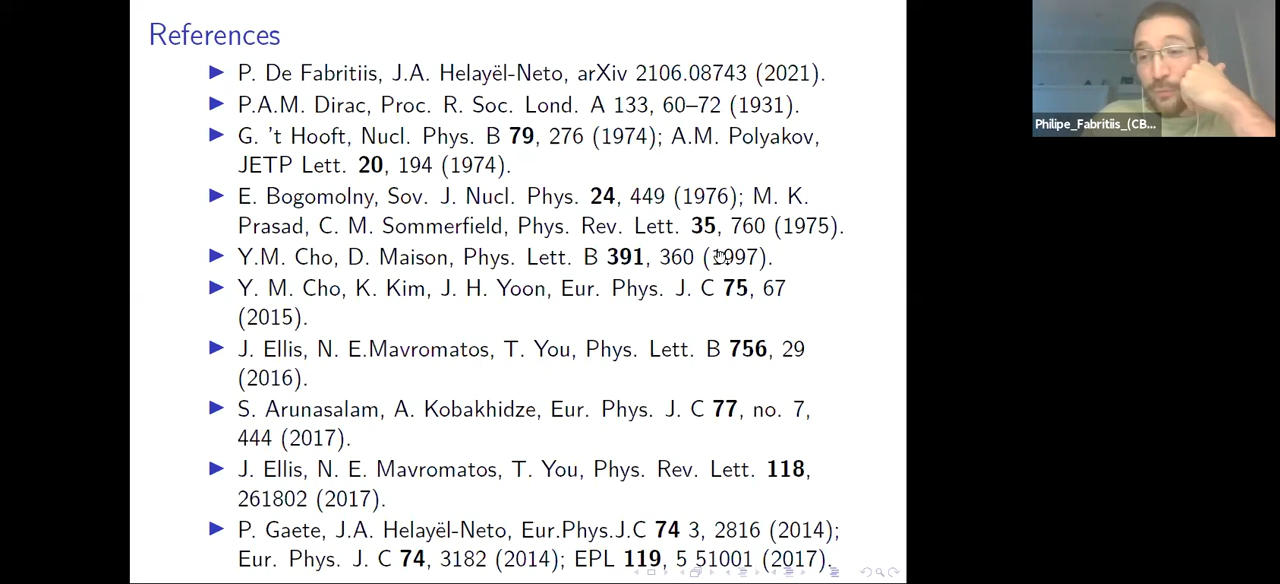 References
P. De Fabritiis, J.A. Helayël-Neto, arXiv 2106.08743 (2021).
P.A.M. Dirac, Proc. R. Soc. Lond. A 133, 60–72 (1931).
G. 't Hooft, Nucl. Phys. B 79, 276 (1974); A.M. Polyakov,
JETP Lett. 20, 194 (1974).
E. Bogomolny, Sov. J. Nucl. Phys. 24, 449 (1976); M. K.
Prasad, C. M. Sommerfield, Phys. Rev. Lett. 35, 760 (1975).
Y.M. Cho, D. Maison, Phys. Lett. B 391, 360 (1997).
Y. M. Cho, K. Kim, J. H. Yoon, Eur. Phys. J. C 75, 67
(2015).
J. Ellis, N. E.Mavromatos, T. You, Phys. Lett. B 756, 29
(2016).
S. Arunasalam, A. Kobakhidze, Eur. Phys. J. C 77, no. 7,
444 (2017).
J. Ellis, N. E. Mavromatos, T. You, Phys. Rev. Lett. 118,
261802 (2017).
P. Gaete, J.A. Helayël-Neto, Eur.Phys.J.C 74 3, 2816 (2014);
Eur. Phys. J. C 74, 3182 (2014); EPL 119, 5 51001 (2017).
Philipe_Fabritiis_(CB...